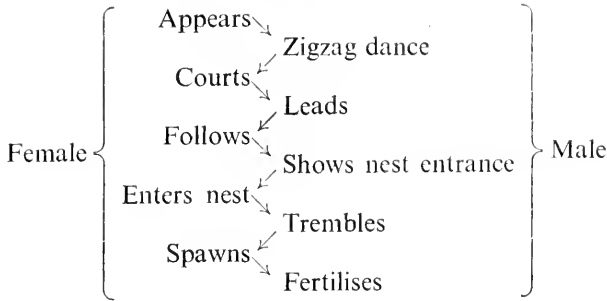 Appears
Zigzag dance
Courts
Leads
Follows
Female
Male
Shows nest entrance
Enters nest
Trembles
Spawns
Fertilises